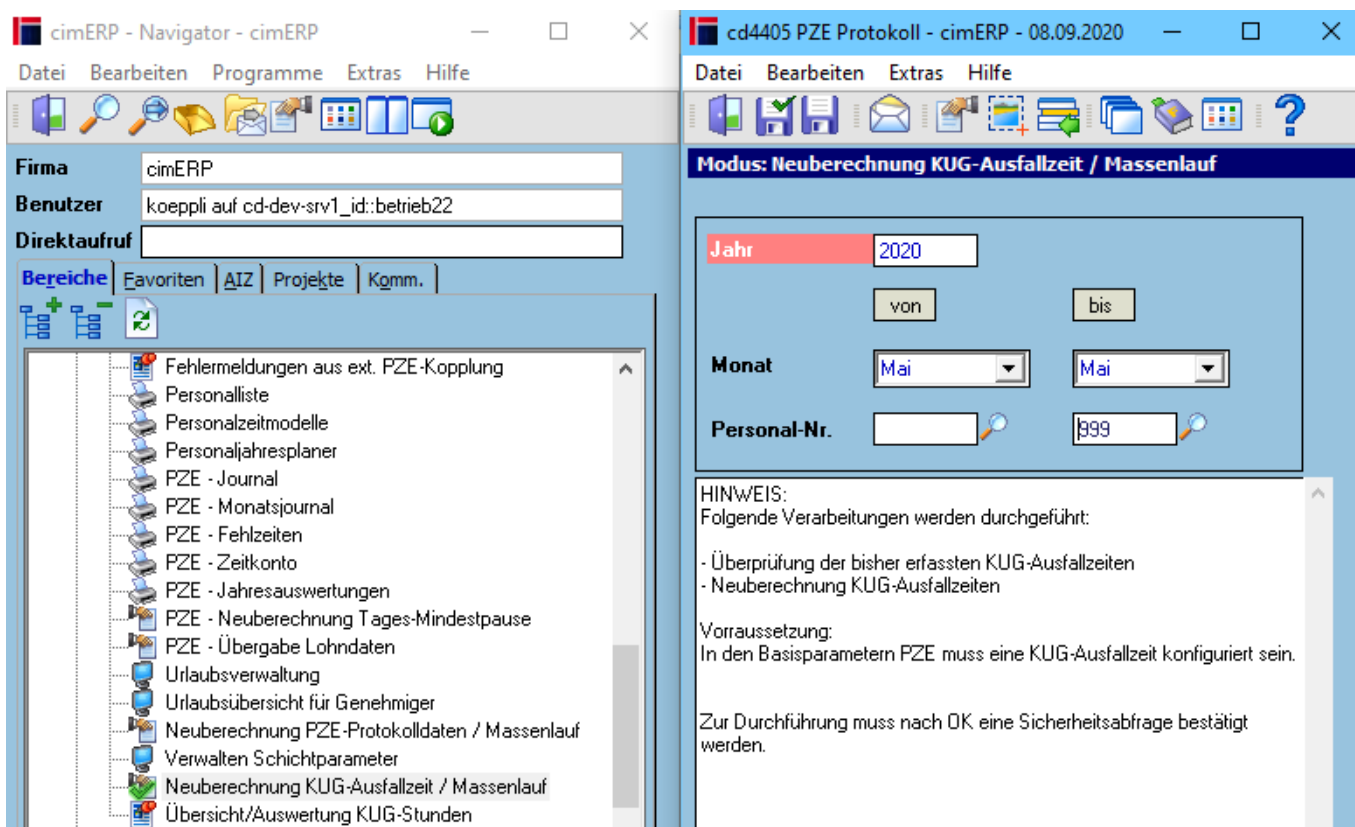 cimERP - Navigator - cimERP
Datei Bearbeiten Programme Extras Hilfe
Firma cimERP
Benutzer koeppli auf cd-dev-srv1_id::betrieb22
Direktaufruf
Bereiche Favoriten AIZ Projekte Komm.
Fehlermeldungen aus ext. PZE-Kopplung
Personalliste
Personalzeitmodelle
Personaljahresplaner
PZE - Journal
PZE - Monatsjournal
PZE - Fehlzeiten
PZE - Zeitkonto
PZE - Jahresauswertungen
PZE - Neuberechnung Tages-Mindestpause
PZE - Übergabe Lohndaten
Urlaubsverwaltung
Urlaubsübersicht für Genehmiger
Neuberechnung PZE-Protokolldaten / Massenlauf
Verwalten Schichtparameter
Neuberechnung KUG-Ausfallzeit / Massenlauf
Übersicht/Auswertung KUG-Stunden
cd4405 PZE Protokoll - cimERP - 08.09.2020
Datei Bearbeiten Extras Hilfe
Modus: Neuberechnung KUG-Ausfallzeit / Massenlauf
Jahr 2020
von bis
Monat Mai Mai
Personal-Nr. 999
HINWEIS:
Folgende Verarbeitungen werden durchgeführt:
- Überprüfung der bisher erfassten KUG-Ausfallzeiten
- Neuberechnung KUG-Ausfallzeiten
Vorraussetzung:
In den Basisparametern PZE muss eine KUG-Ausfallzeit konfiguriert sein.
Zur Durchführung muss nach OK eine Sicherheitsabfrage bestätigt
werden.